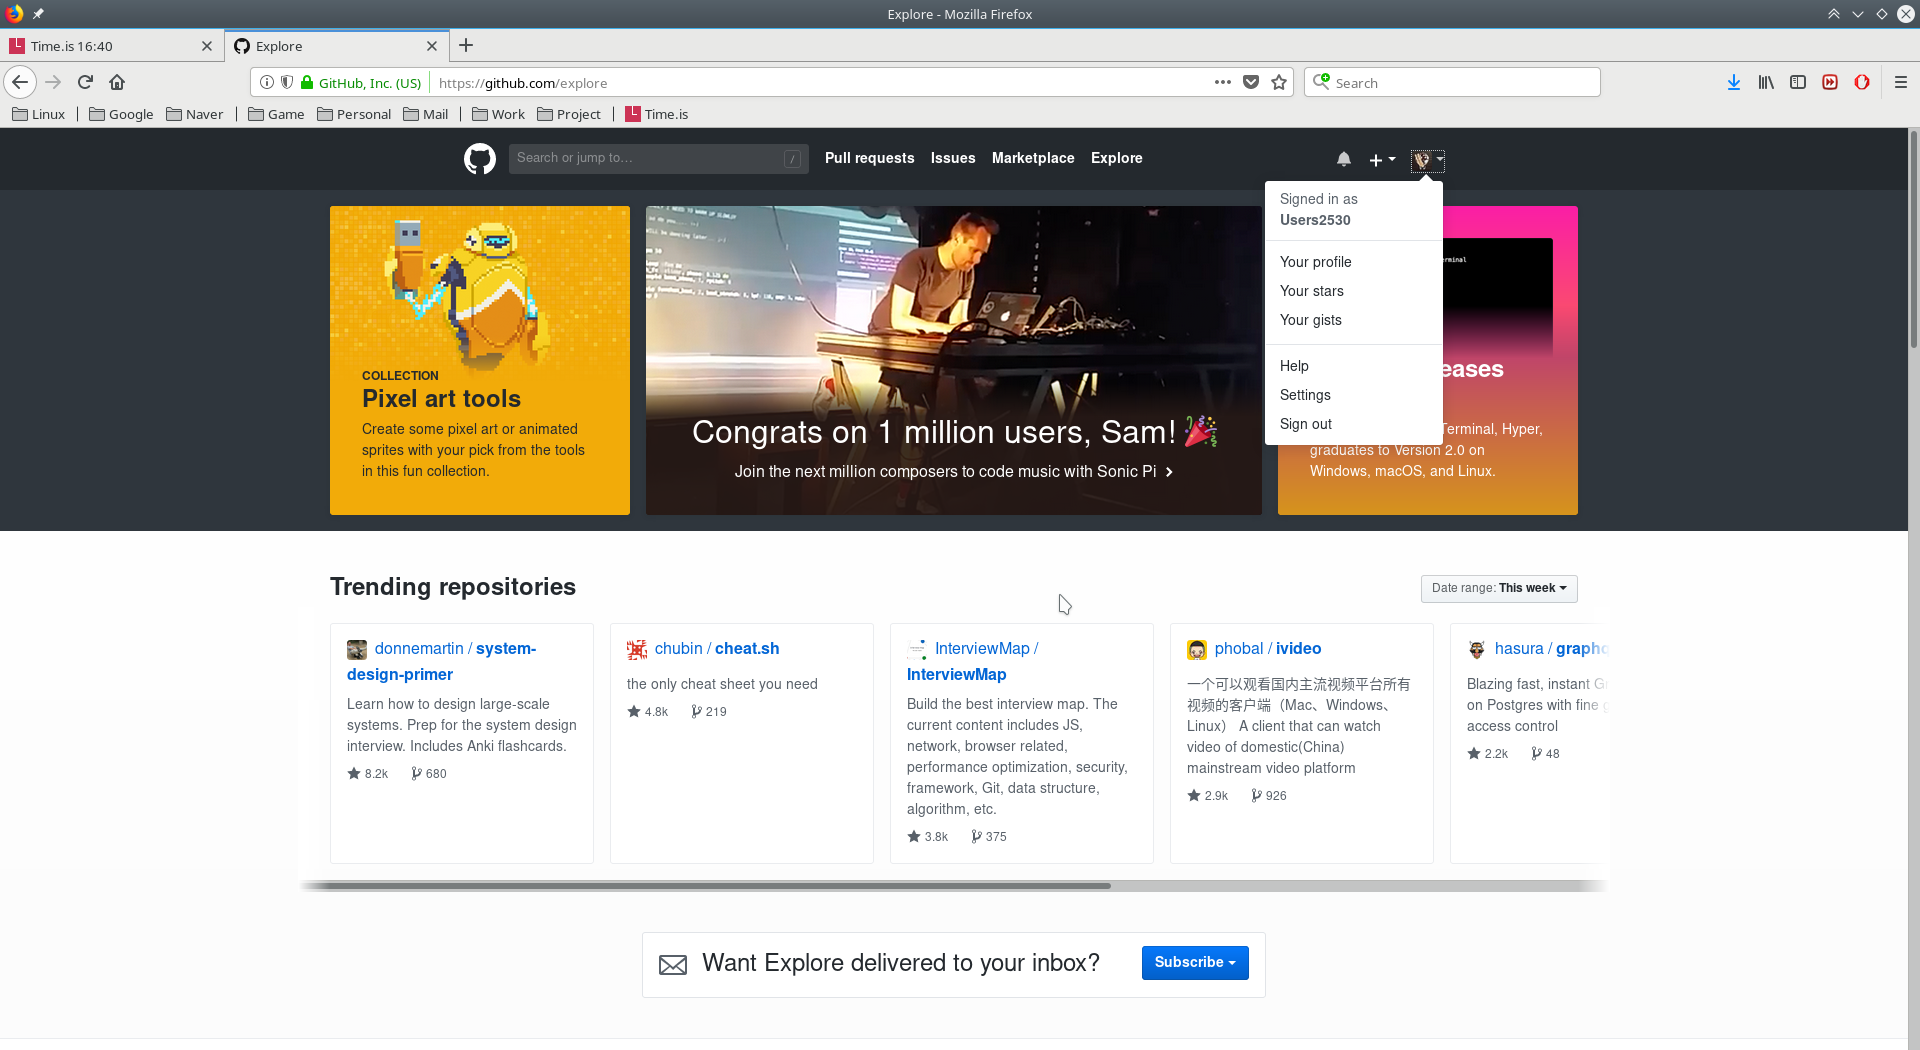 Explore - Mozilla Firefox
Time.is 16:40
Explore
GitHub, Inc. (US)
https://github.com/explore
Search
Linux
Google
Naver
Game
Personal
Mail
Work
Project
Time.is
Search or jump to...
/
Pull requests
Issues
Marketplace
Explore
Signed in as
Users2530
Your profile
Your stars
Your gists
Help
Settings
Sign out
COLLECTION
Pixel art tools
Create some pixel art or animated
sprites with your pick from the tools
in this fun collection.
Congrats on 1 million users, Sam!
Join the next million composers to code music with Sonic Pi
erminal
eases
Terminal, Hyper,
graduates to Version 2.0 on
Windows, macOS, and Linux.
Trending repositories
Date range: This week
donnemartin / system-
design-primer
Learn how to design large-scale
systems. Prep for the system design
interview. Includes Anki flashcards.
8.2k 680
chubin / cheat.sh
the only cheat sheet you need
4.8k 219
InterviewMap /
InterviewMap
Build the best interview map. The
current content includes JS,
network, browser related,
performance optimization, security,
framework, Git, data structure,
algorithm, etc.
3.8k 375
phobal / ivideo
一个可以观看国内主流视频平台所有
视频的客户端（Mac、Windows、
Linux） A client that can watch
video of domestic(China)
mainstream video platform
2.9k 926
hasura / graphq
Blazing fast, instant G
on Postgres with fine g
access control
2.2k 48
Want Explore delivered to your inbox?
Subscribe